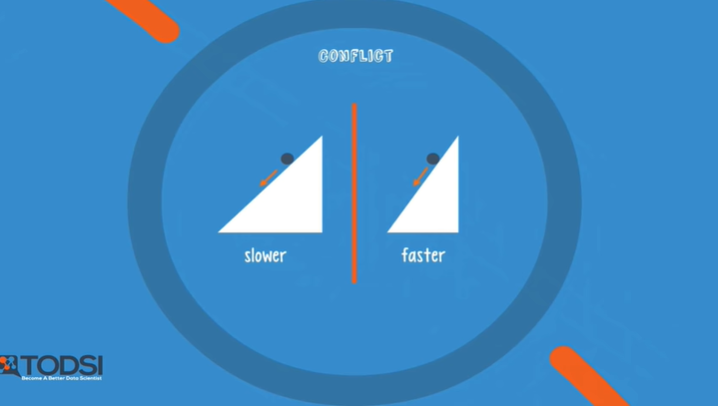 CONFLICT
slower
faster
TODSI
Become A Better Data Scientist